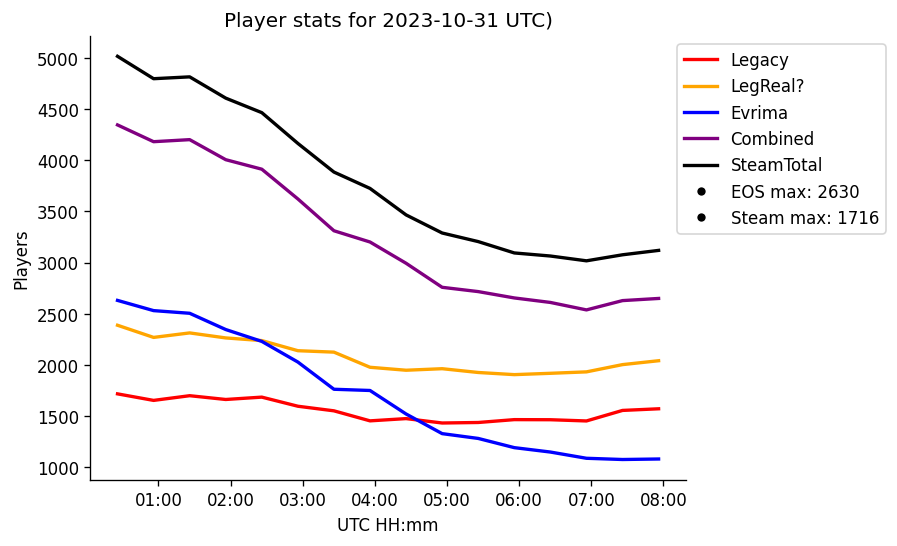 Player stats for 2023-10-31 UTC)
Players
5000
4500
4000
3500
3000
2500
2000
1500
1000
01:00 02:00 03:00 04:00 05:00 06:00 07:00 08:00
UTC HH:mm
Legacy
LegReal?
Evrima
Combined
SteamTotal
EOS max: 2630
Steam max: 1716